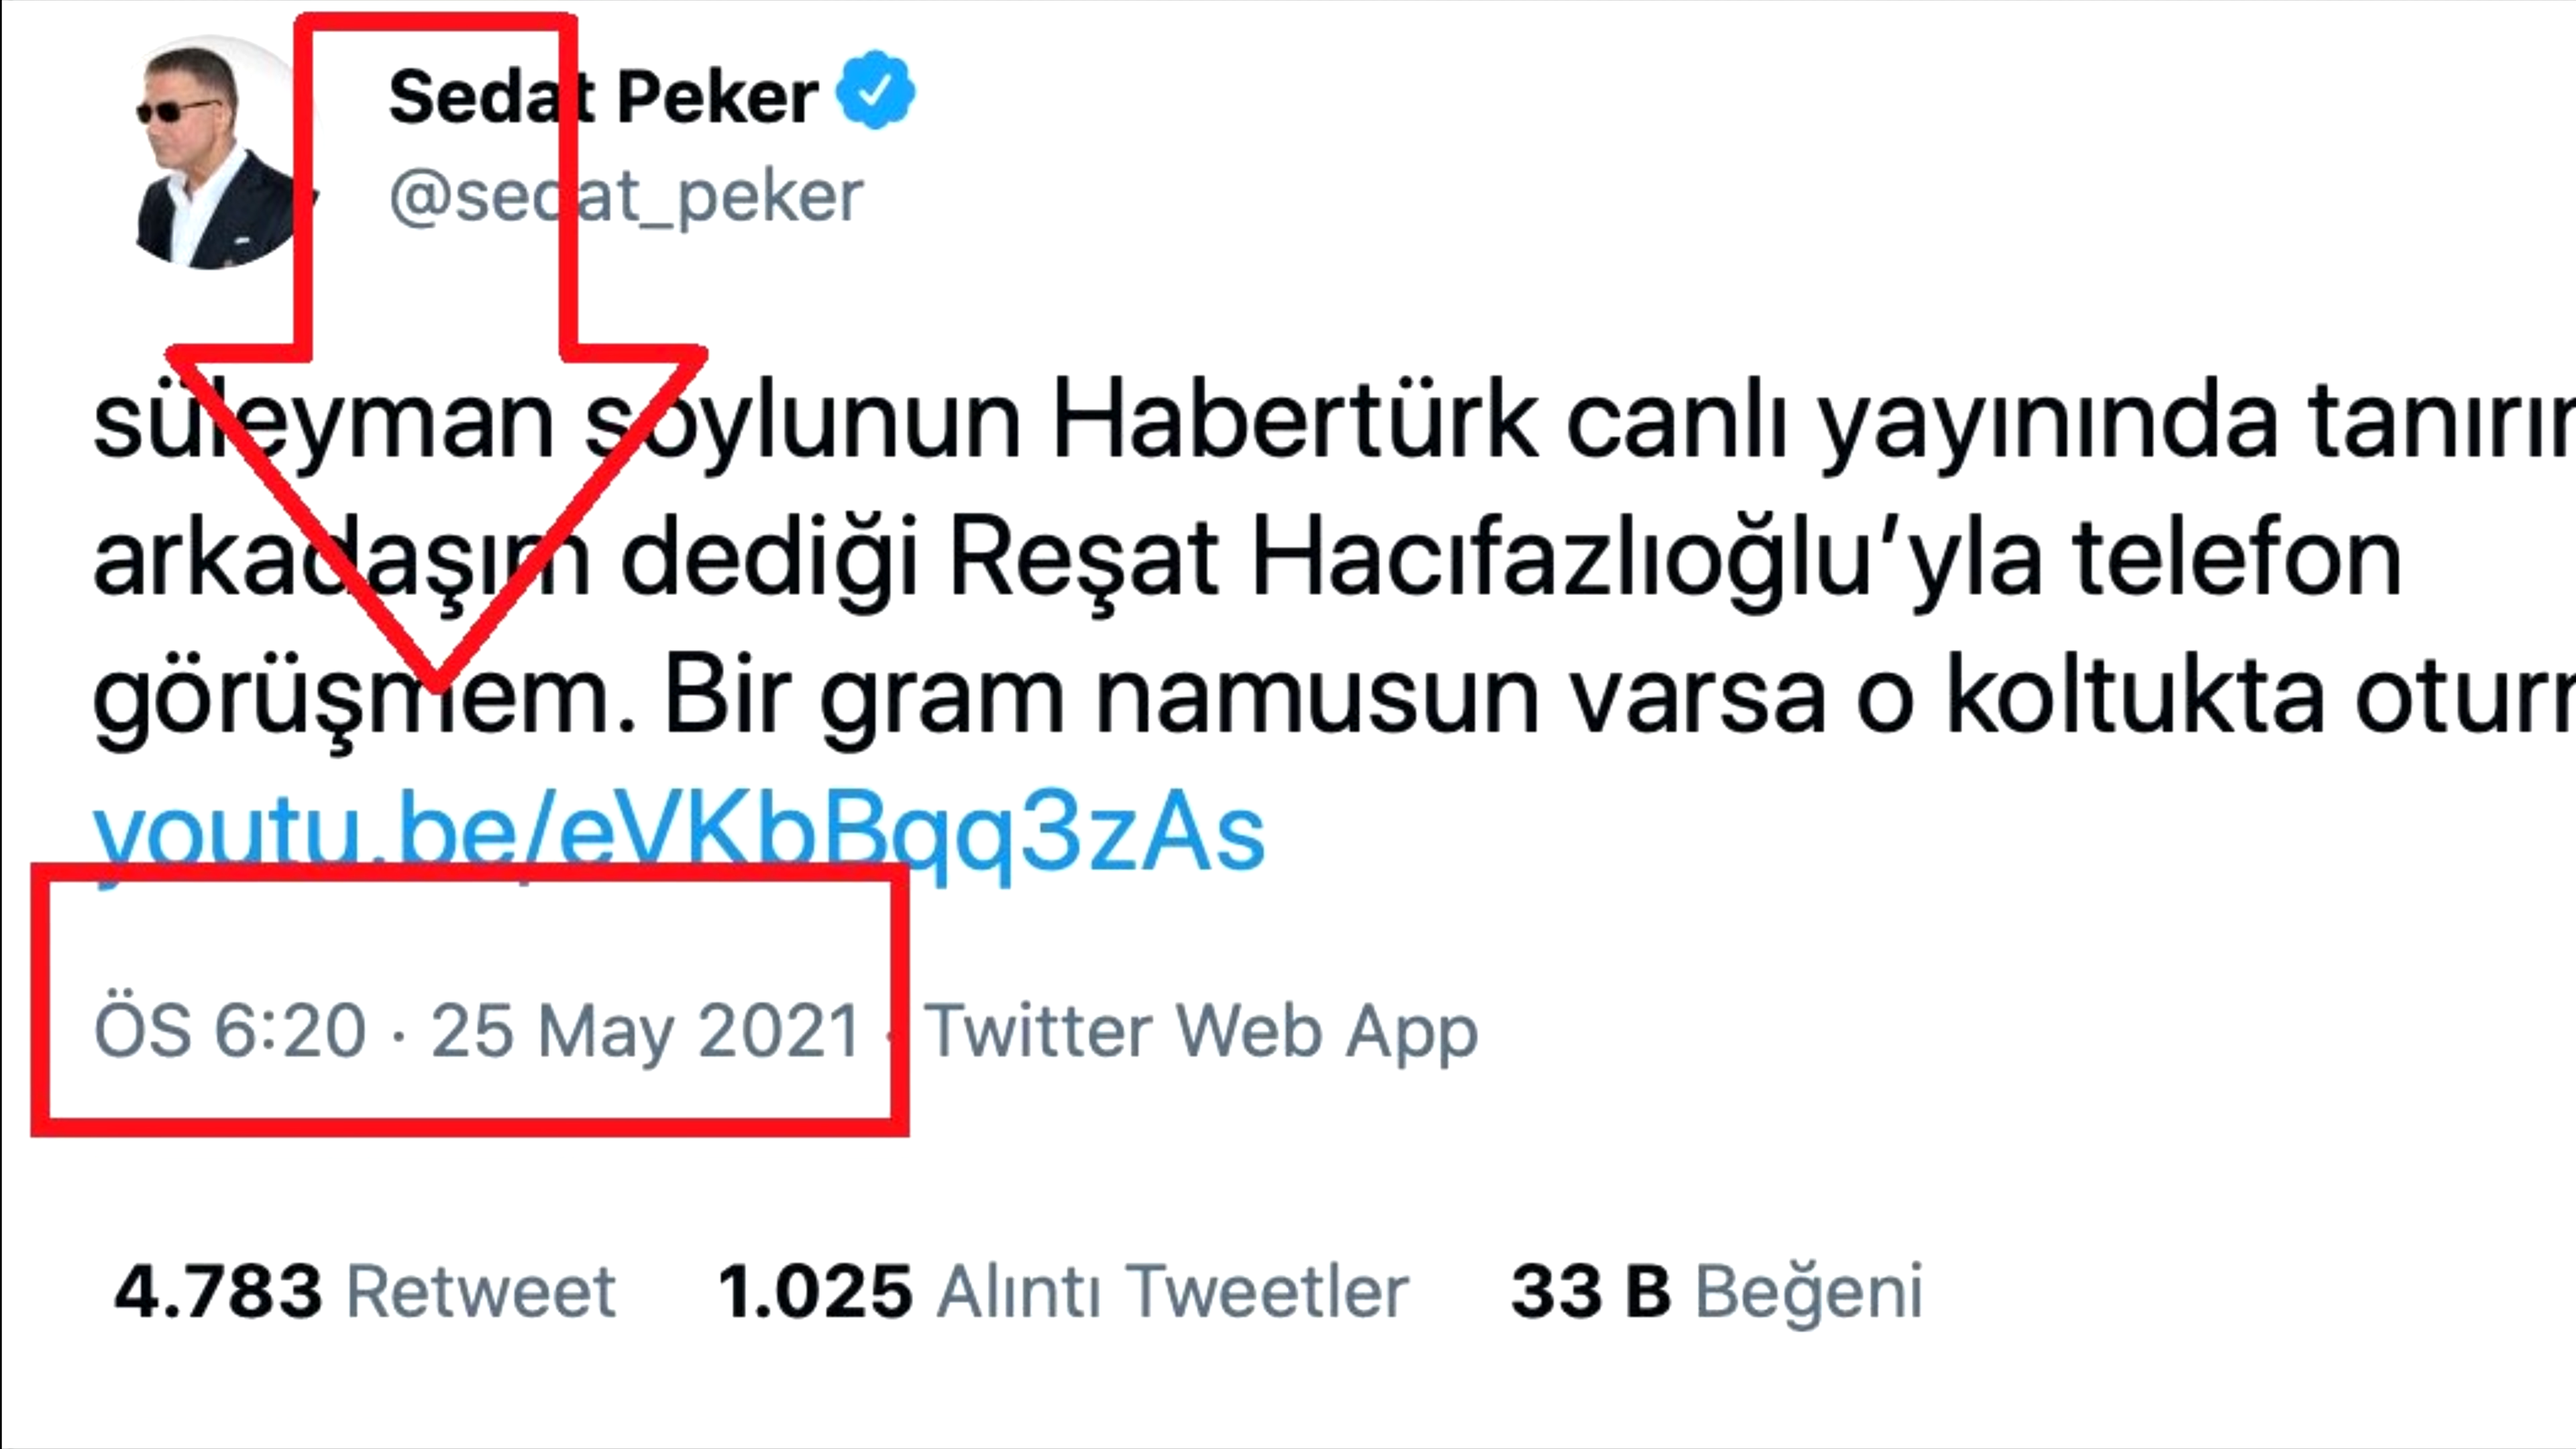 Sedat Peker
@sedat_peker
süleyman soylunun Habertürk canlı yayınında
arkadaşım dediği Reşat Hacıfazlıoğlu’yla telefon
görüşmem. Bir gram namusun varsa o koltukta
youtu.be/eVKbBqq3zAs
ÖS 6:20 · 25 May 2021 · Twitter Web App
4.783 Retweet 1.025 Alıntı Tweetler 33 B Beğeni